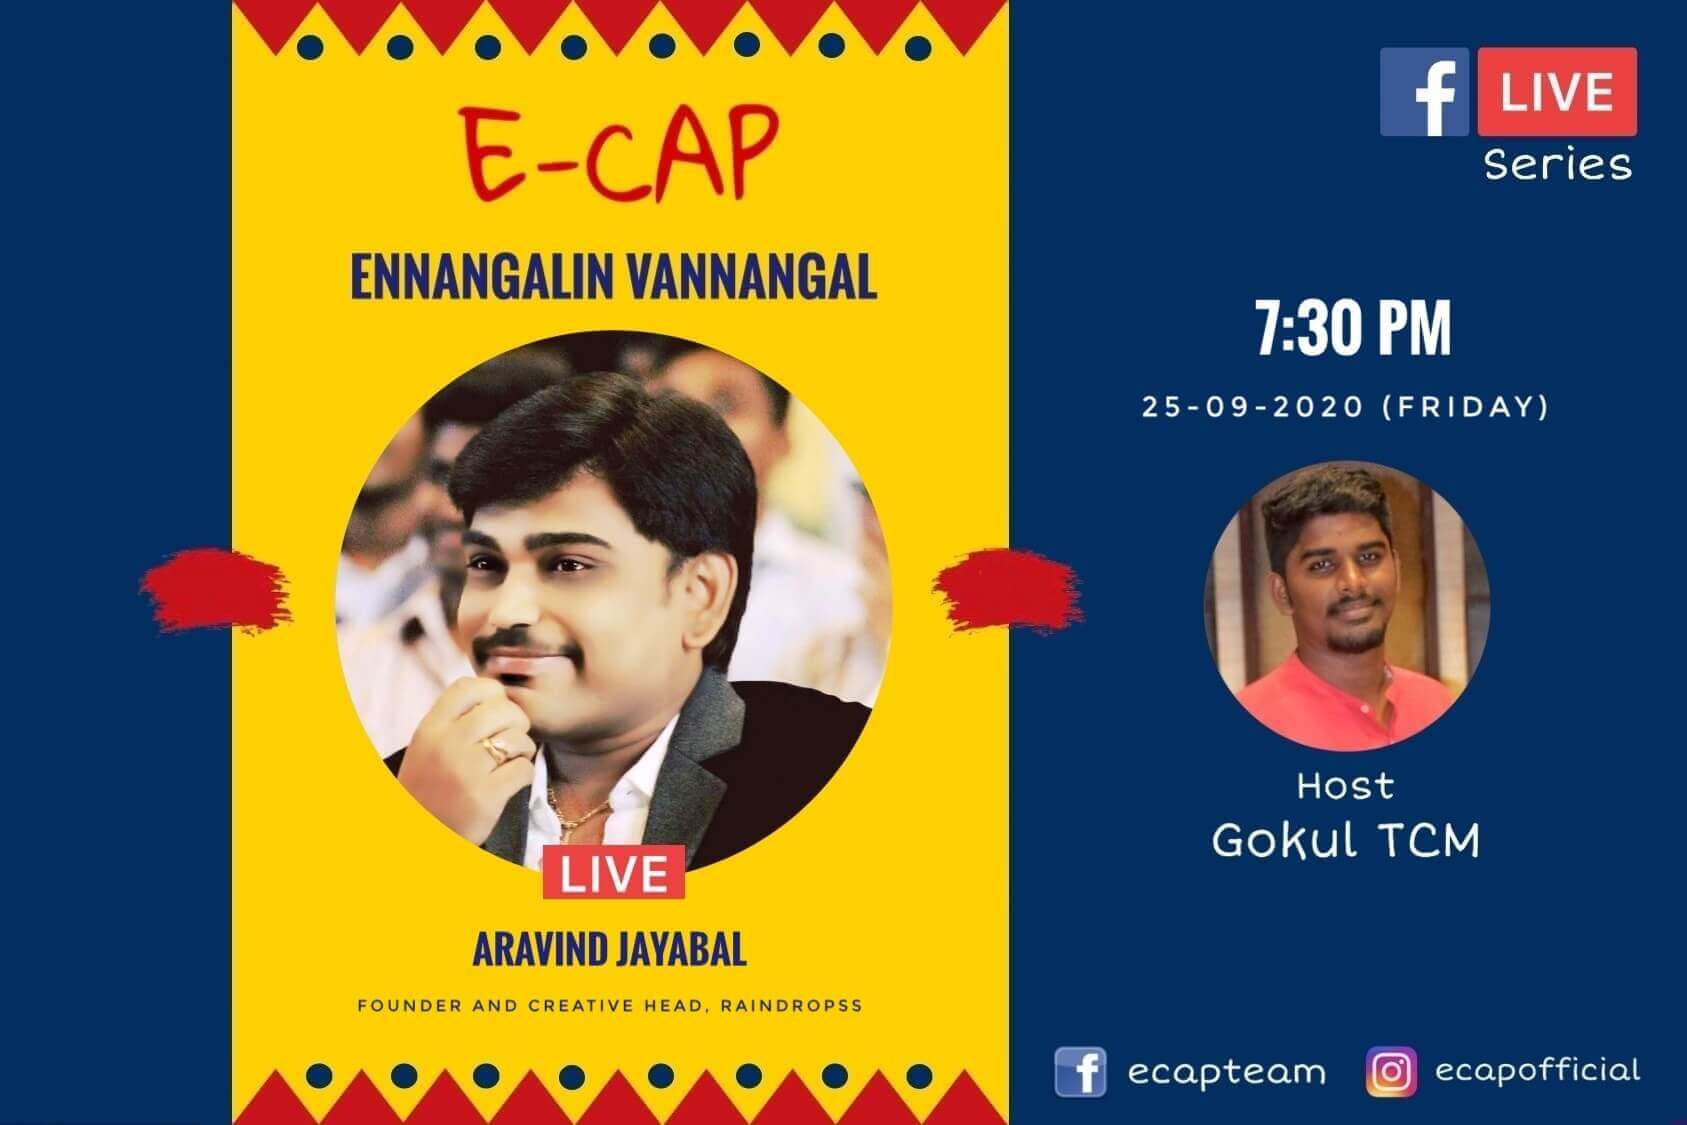 E-CAP
ENNANGALIN VANNANGAL
LIVE
ARAVIND JAYABAL
FOUNDER AND CREATIVE HEAD, RAINDROPSS
f LIVE
Series
7:30 PM
25-09-2020 (FRIDAY)
Host
Gokul TCM
f ecapteam ecapofficial